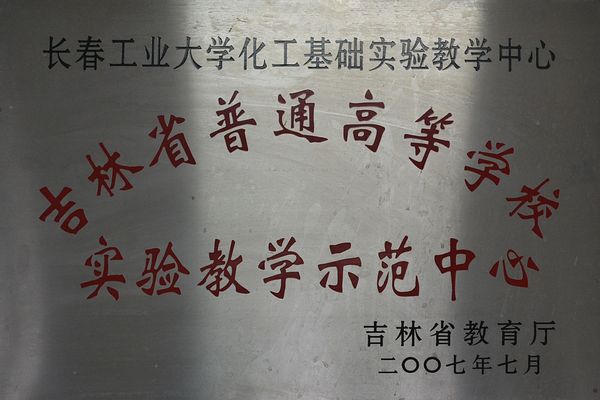 长春工业大学化工基础实验教学中心
吉林省普通高等学校
实验教学示范中心
吉林省教育厅
二〇〇七年七月